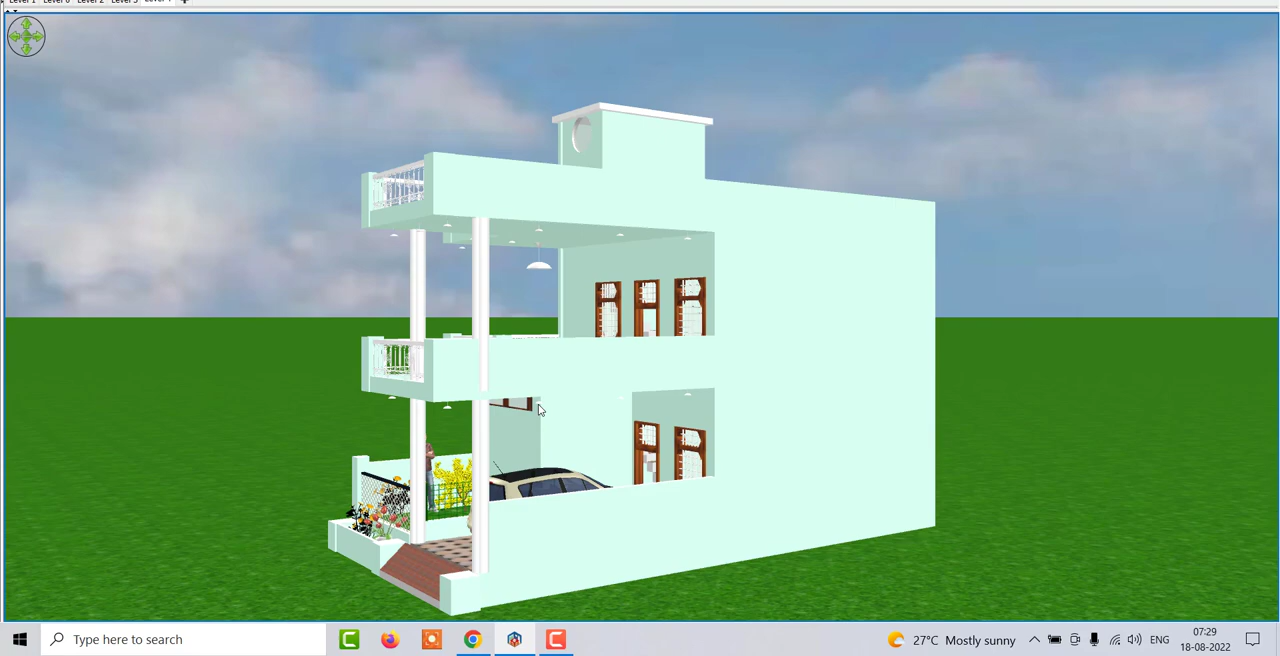 Type here to search
27°C Mostly sunny
ENG
07:29
18-08-2022